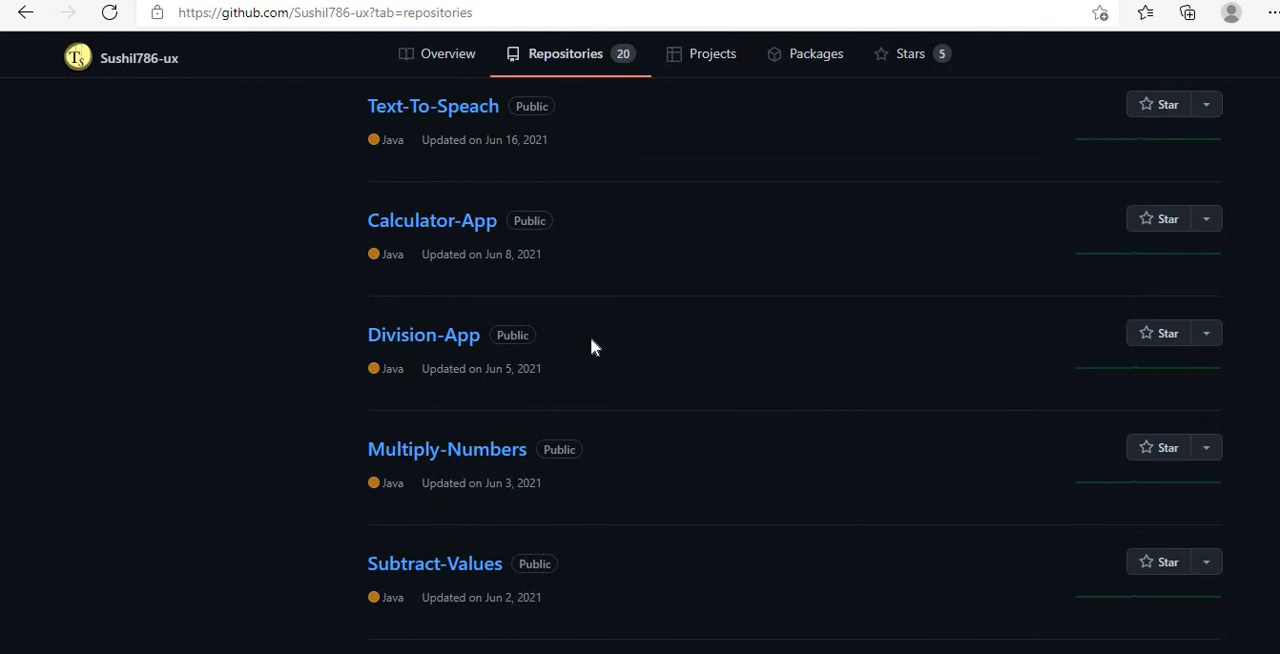 https://github.com/Sushil786-ux?tab=repositories
Ts Sushil786-ux Overview Repositories 20 Projects Packages Stars 5
Text-To-Speach Public Star
Java Updated on Jun 16, 2021
Calculator-App Public Star
Java Updated on Jun 8, 2021
Division-App Public Star
Java Updated on Jun 5, 2021
Multiply-Numbers Public Star
Java Updated on Jun 3, 2021
Subtract-Values Public Star
Java Updated on Jun 2, 2021